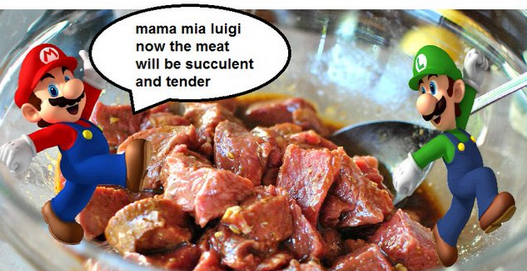 mama mia luigi
now the meat
will be succulent
and tender
M
L